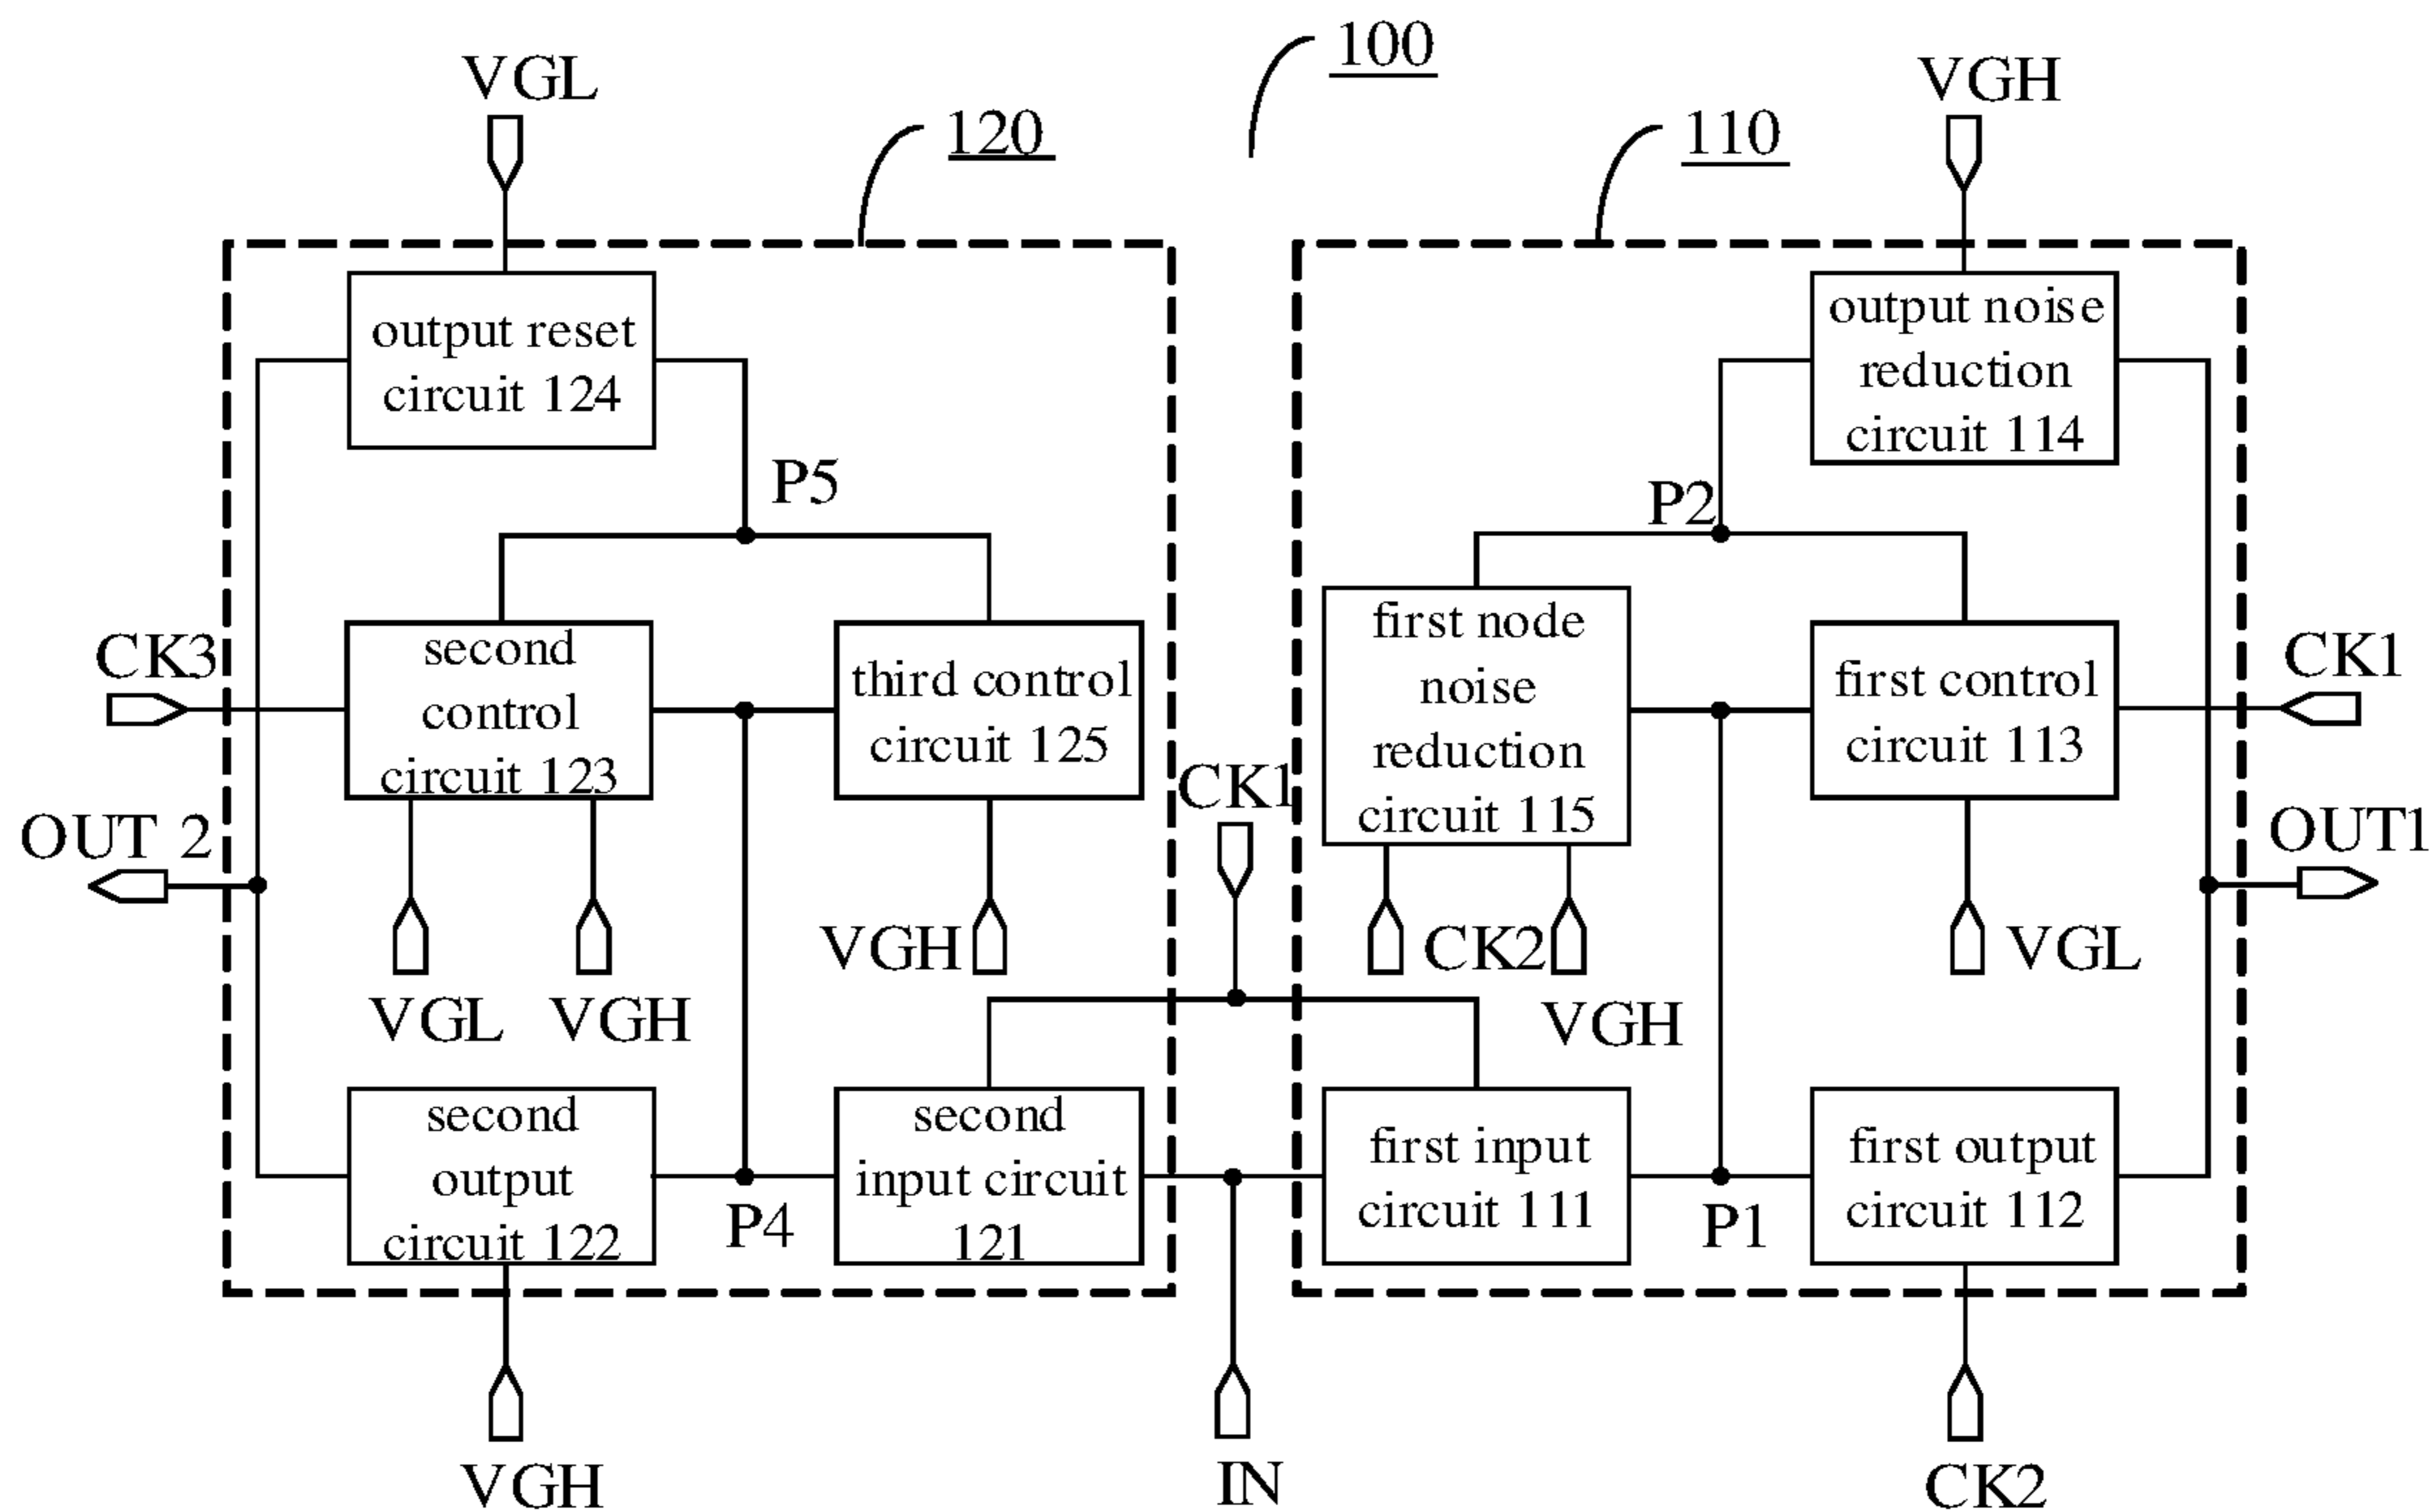 100
VGL
VGH
120
110
output reset
circuit 124
output noise
reduction
circuit 114
P5
P2
CK3
second
control
circuit 123
third control
circuit 125
first node
noise
reduction
circuit 115
first control
circuit 113
CK1
CK1
OUT 2
OUT1
VGL
VGH
VGH
CK2
VGH
VGL
second
output
circuit 122
P4
second
input circuit
121
first input
circuit 111
P1
first output
circuit 112
VGH
IN
CK2